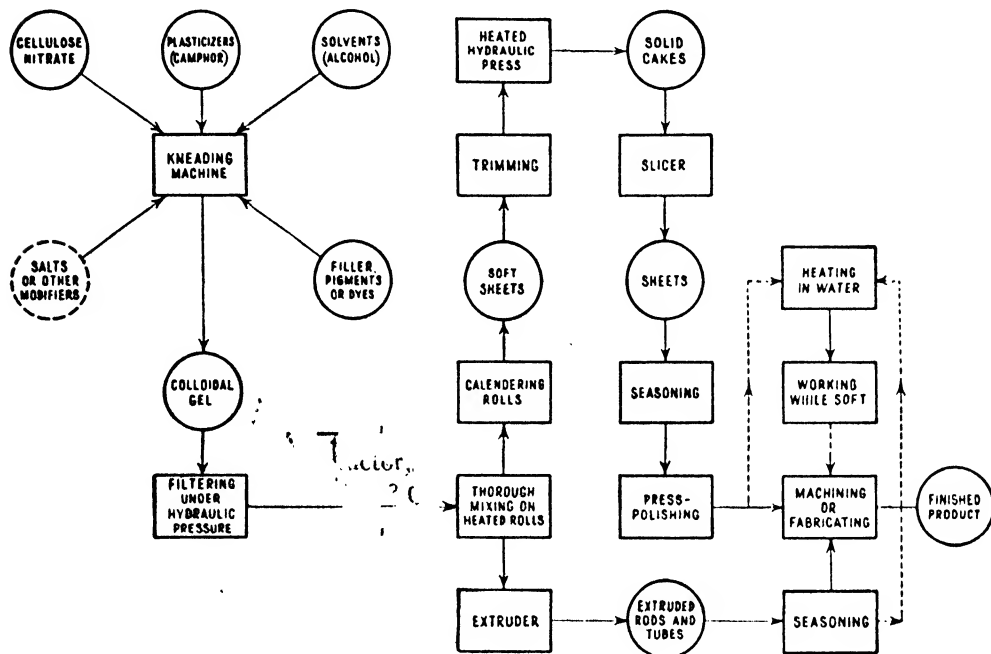 CELLULOSE
NITRATE
PLASTICIZERS
(CAMPHOR)
SOLVENTS
(ALCOHOL)
KNEADING
MACHINE
SALTS
OR OTHER
MODIFIERS
FILLER,
PIGMENTS
OR DYES
COLLOIDAL
GEL
FILTERING
UNDER
HYDRAULIC
PRESSURE
HEATED
HYDRAULIC
PRESS
TRIMMING
SOFT
SHEETS
CALENDERING
ROLLS
THOROUGH
MIXING ON
HEATED ROLLS
EXTRUDER
SOLID
CAKES
SLICER
SHEETS
SEASONING
PRESS-
POLISHING
EXTRUDED
RODS AND
TUBES
HEATING
IN WATER
WORKING
WHILE SOFT
MACHINING
OR
FABRICATING
SEASONING
FINISHED
PRODUCT